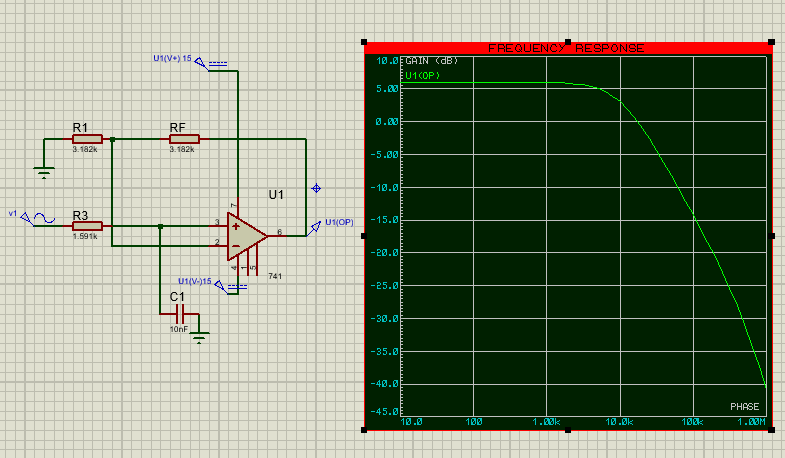 U1(V+) 15
R1
3.182k
RF
3.182k
v1
R3
1.591k
U1
7
3
2
6
4
1
5
741
U1(OP)
U1(V-)15
C1
10nF
FREQUENCY RESPONSE
GAIN (dB)
U1(OP)
10.0
5.00
0.00
-5.00
-10.0
-15.0
-20.0
-25.0
-30.0
-35.0
-40.0
-45.0
PHASE
10.0 100 1.00k 10.0k 100k 1.00M